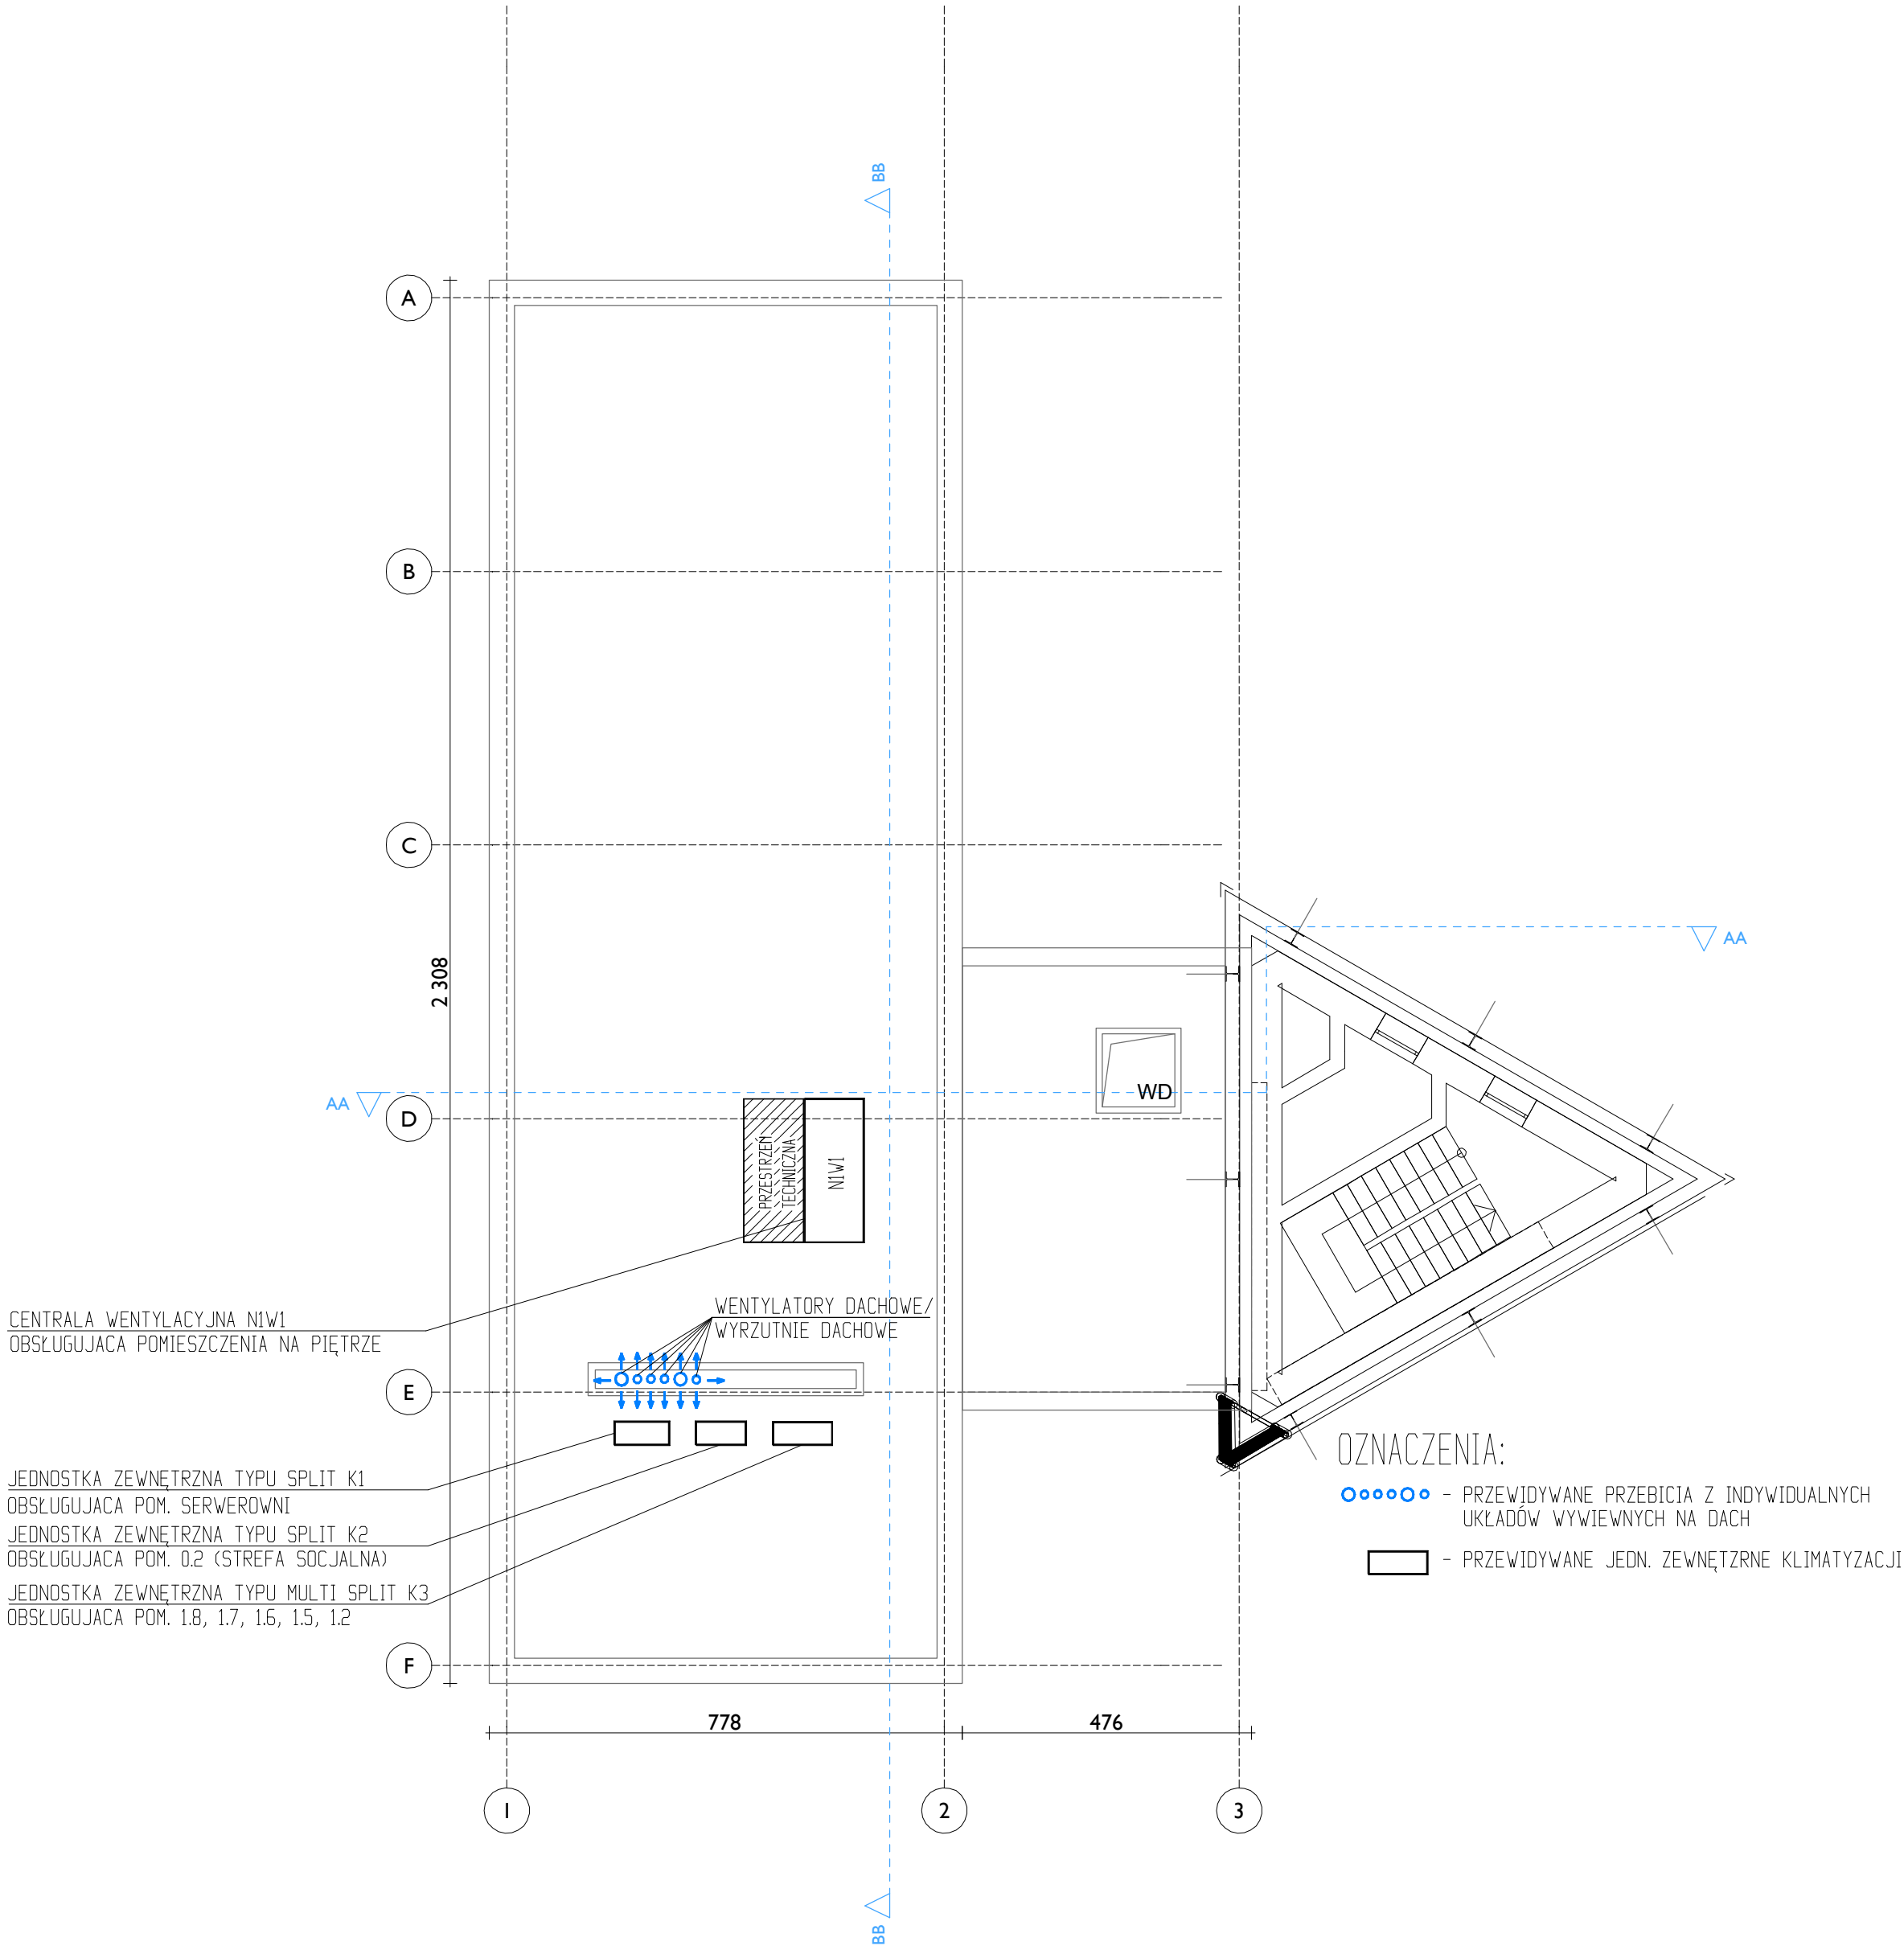 BB
A
B
C
2 308
AA
AA
WD
D
PRZESTRZEŃ
TECHNICZNA
N1W1
CENTRALA WENTYLACYJNA N1W1
OBSŁUGUJACA POMIESZCZENIA NA PIĘTRZE
WENTYLATORY DACHOWE/
WYRZUTNIE DACHOWE
E
JEDNOSTKA ZEWNĘTRZNA TYPU SPLIT K1
OBSŁUGUJACA POM. SERWEROWNI
JEDNOSTKA ZEWNĘTRZNA TYPU SPLIT K2
OBSŁUGUJACA POM. 0.2 (STREFA SOCJALNA)
JEDNOSTKA ZEWNĘTRZNA TYPU MULTI SPLIT K3
OBSŁUGUJACA POM. 1.8, 1.7, 1.6, 1.5, 1.2
OZNACZENIA:
- PRZEWIDYWANE PRZEBICIA Z INDYWIDUALNYCH
UKŁADÓW WYWIEWNYCH NA DACH
- PRZEWIDYWANE JEDN. ZEWNĘTZRNE KLIMATYZACJI
F
778
476
1
2
3
BB